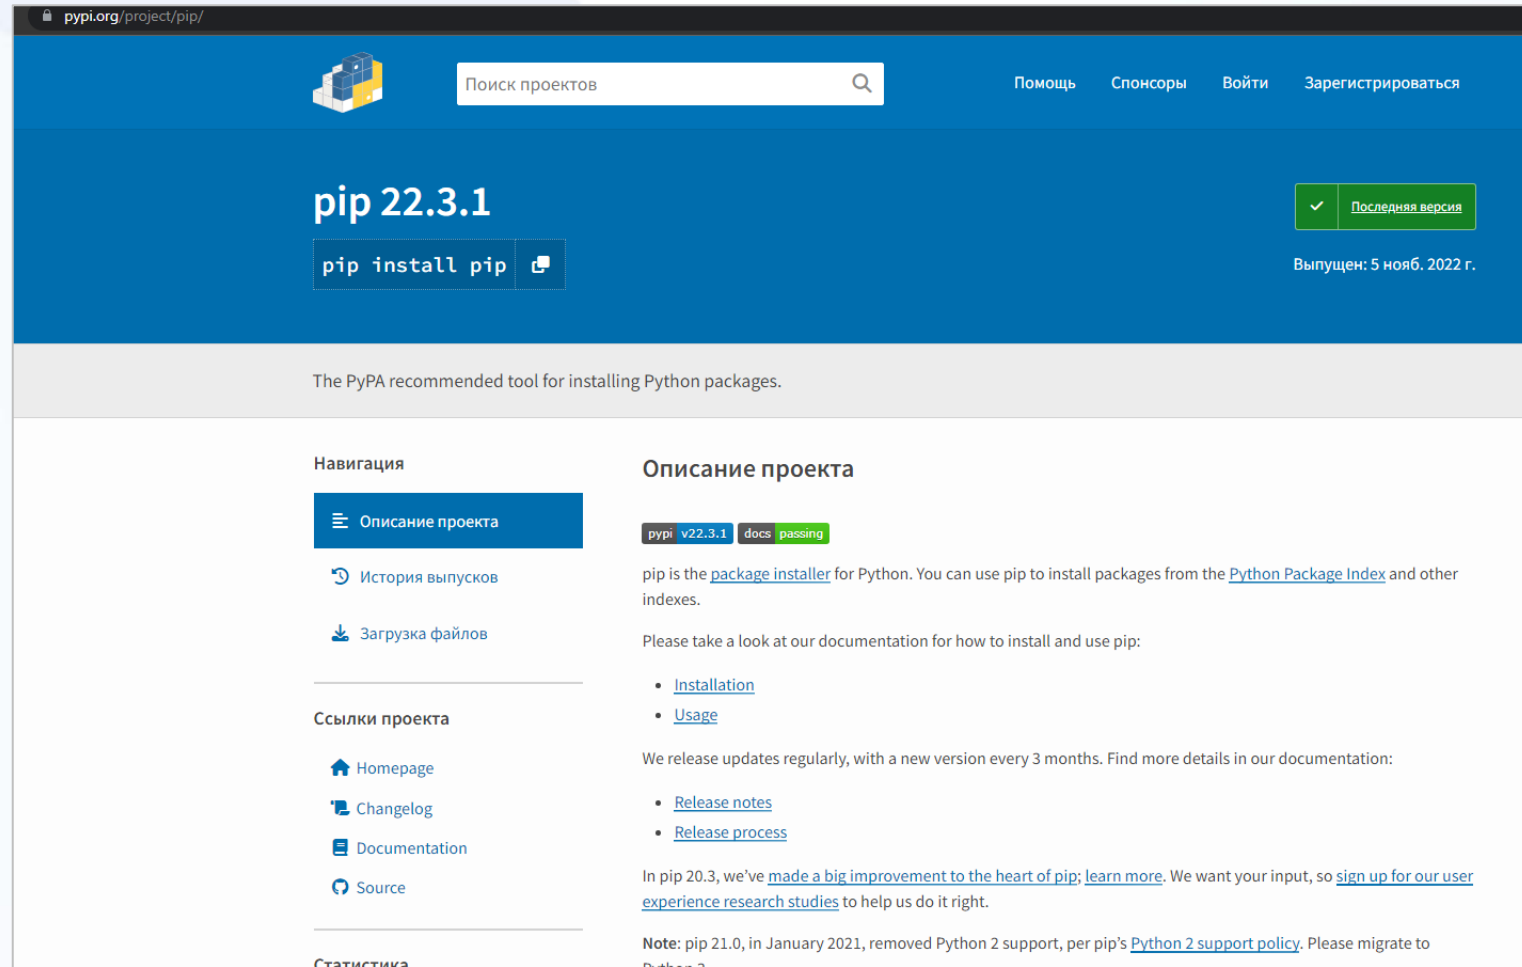 pypi.org/project/pip/
Поиск проектов
Помощь Спонсоры Войти Зарегистрироваться
pip 22.3.1
Последняя версия
pip install pip
Выпущен: 5 нояб. 2022 г.
The PyPA recommended tool for installing Python packages.
Навигация
Описание проекта
История выпусков
Загрузка файлов
Ссылки проекта
Homepage
Changelog
Documentation
Source
Статистика
Описание проекта
pypi v22.3.1 docs passing
pip is the package installer for Python. You can use pip to install packages from the Python Package Index and other
indexes.
Please take a look at our documentation for how to install and use pip:
• Installation
• Usage
We release updates regularly, with a new version every 3 months. Find more details in our documentation:
• Release notes
• Release process
In pip 20.3, we’ve made a big improvement to the heart of pip; learn more. We want your input, so sign up for our user
experience research studies to help us do it right.
Note: pip 21.0, in January 2021, removed Python 2 support, per pip’s Python 2 support policy. Please migrate to